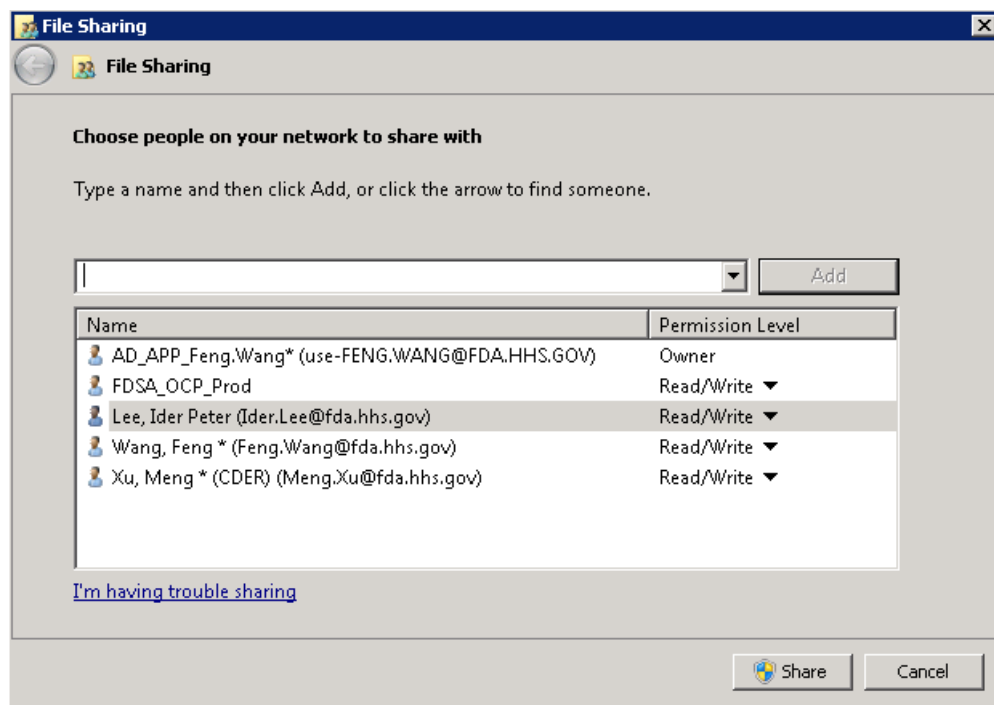 File Sharing
File Sharing
Choose people on your network to share with
Type a name and then click Add, or click the arrow to find someone.
Add
Name Permission Level
AD_APP_Feng.Wang* (use-FENG.WANG@FDA.HHS.GOV) Owner
FDSA_OCP_Prod Read/Write
Lee, Ider Peter (Ider.Lee@fda.hhs.gov) Read/Write
Wang, Feng * (Feng.Wang@fda.hhs.gov) Read/Write
Xu, Meng * (CDER) (Meng.Xu@fda.hhs.gov) Read/Write
I'm having trouble sharing
Share Cancel